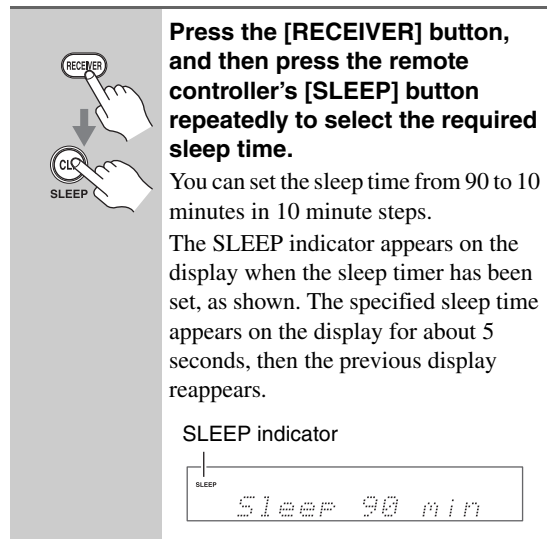 RECEIVER
CL
SLEEP
Press the [RECEIVER] button,
and then press the remote
controller's [SLEEP] button
repeatedly to select the required
sleep time.
You can set the sleep time from 90 to 10
minutes in 10 minute steps.
The SLEEP indicator appears on the
display when the sleep timer has been
set, as shown. The specified sleep time
appears on the display for about 5
seconds, then the previous display
reappears.
SLEEP indicator
SLEEP
Sleep 90 min